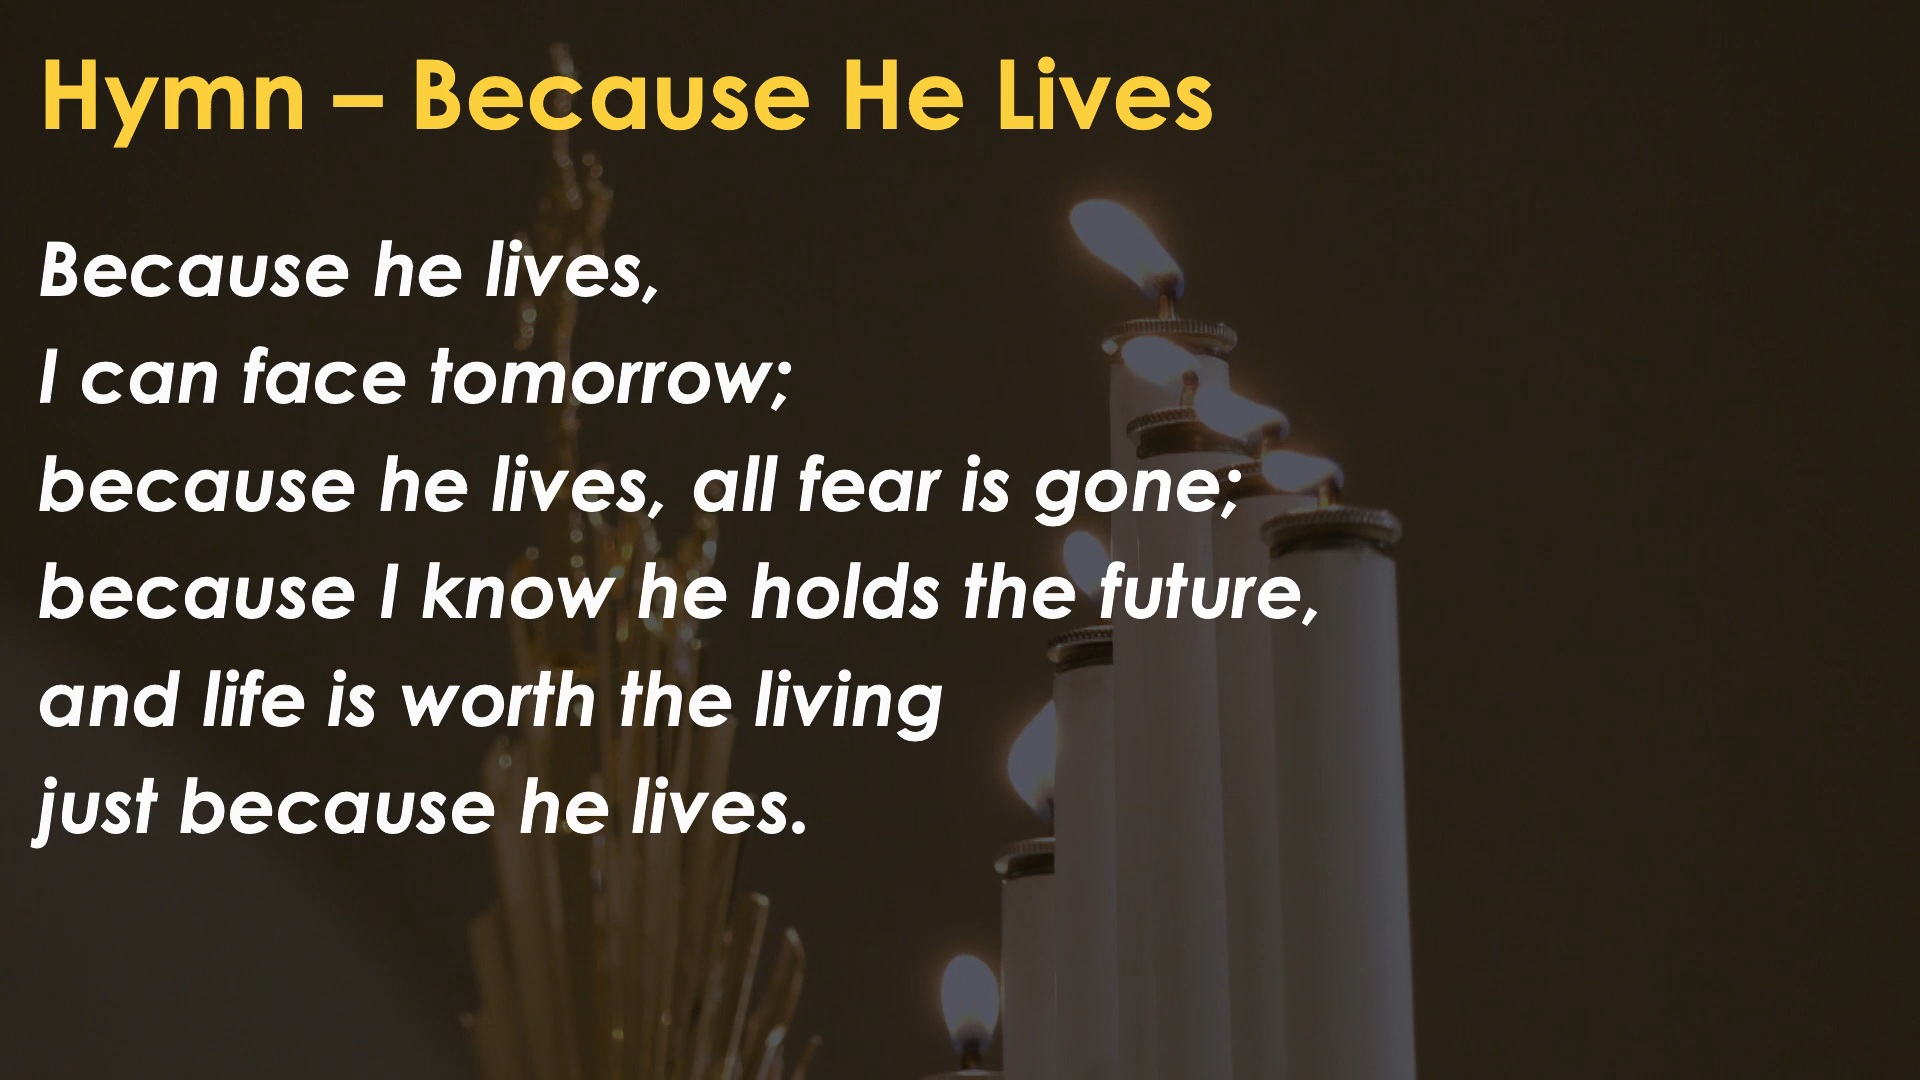 Hymn – Because He Lives
Because he lives,
I can face tomorrow;
because he lives, all fear is gone;
because I know he holds the future,
and life is worth the living
just because he lives.